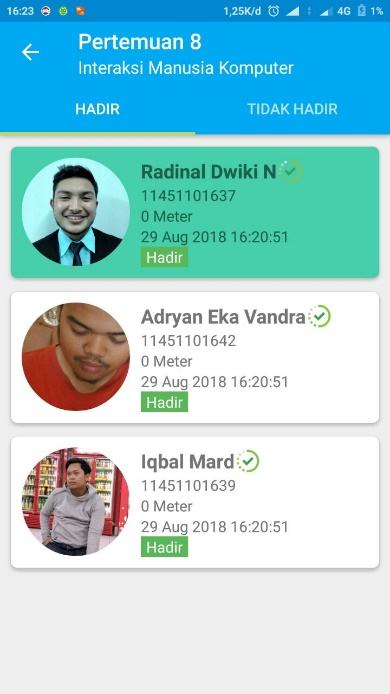 16:23 1,25K/d 4G 1%
Pertemuan 8
Interaksi Manusia Komputer
HADIR TIDAK HADIR
Radinal Dwiki N
11451101637
0 Meter
29 Aug 2018 16:20:51
Hadir
Adryan Eka Vandra
11451101642
0 Meter
29 Aug 2018 16:20:51
Hadir
Iqbal Mard
11451101639
0 Meter
29 Aug 2018 16:20:51
Hadir